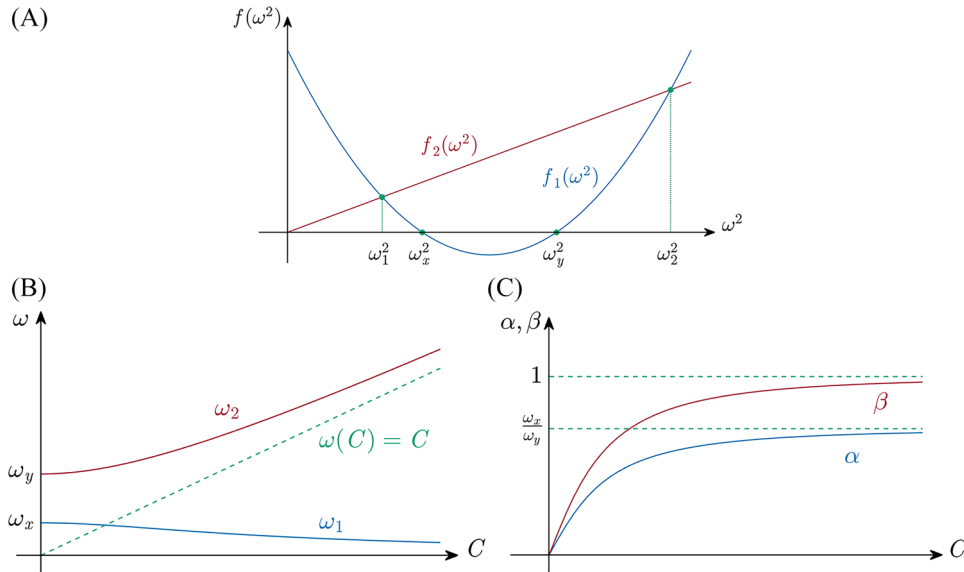 (A)
f(ω²)
f₂(ω²)
f₁(ω²)
ω²
ω₁² ωₓ² ω_y² ω₂²
(B)
ω
ω₂
ω(C) = C
ω_y
ωₓ
ω₁
C
(C)
α, β
1
β
ωₓ/ω_y
α
C